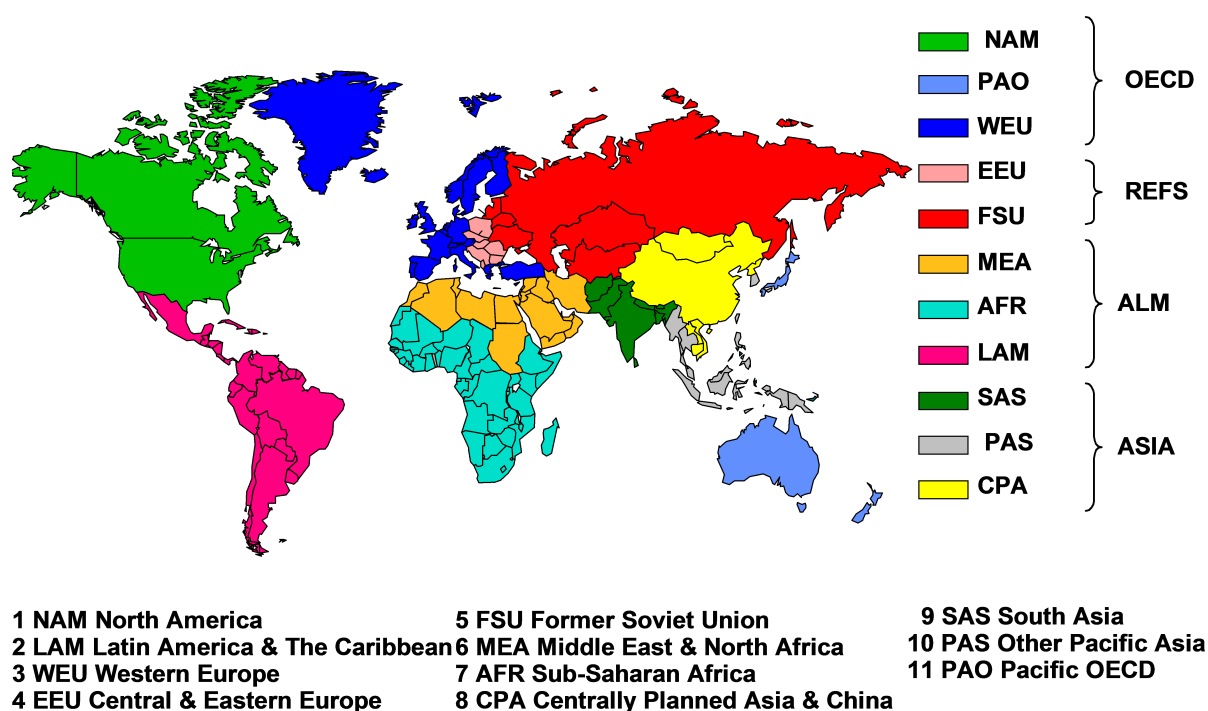 NAM
PAO
WEU
OECD
EEU
FSU
REFS
MEA
AFR
LAM
ALM
SAS
PAS
CPA
ASIA
1 NAM North America
2 LAM Latin America & The Caribbean
3 WEU Western Europe
4 EEU Central & Eastern Europe
5 FSU Former Soviet Union
6 MEA Middle East & North Africa
7 AFR Sub-Saharan Africa
8 CPA Centrally Planned Asia & China
9 SAS South Asia
10 PAS Other Pacific Asia
11 PAO Pacific OECD